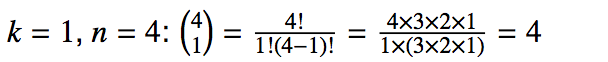 k = 1, n = 4: (4 1) = 4! / 1!(4−1)! = 4×3×2×1 / 1×(3×2×1) = 4